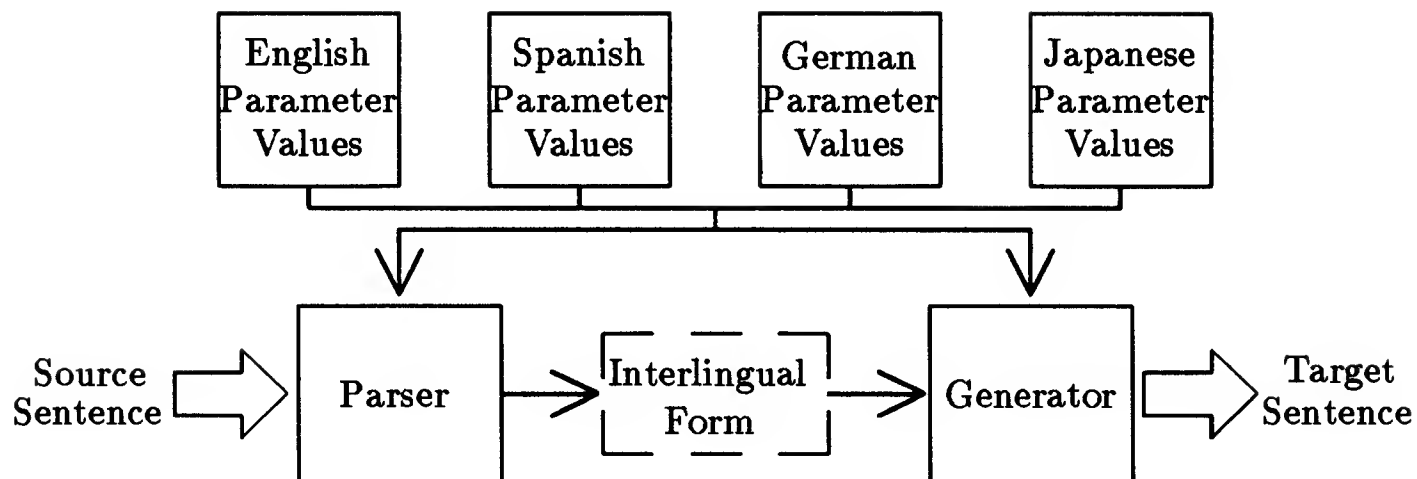 English
Parameter
Values
Spanish
Parameter
Values
German
Parameter
Values
Japanese
Parameter
Values
Source
Sentence
Parser
Interlingual
Form
Generator
Target
Sentence